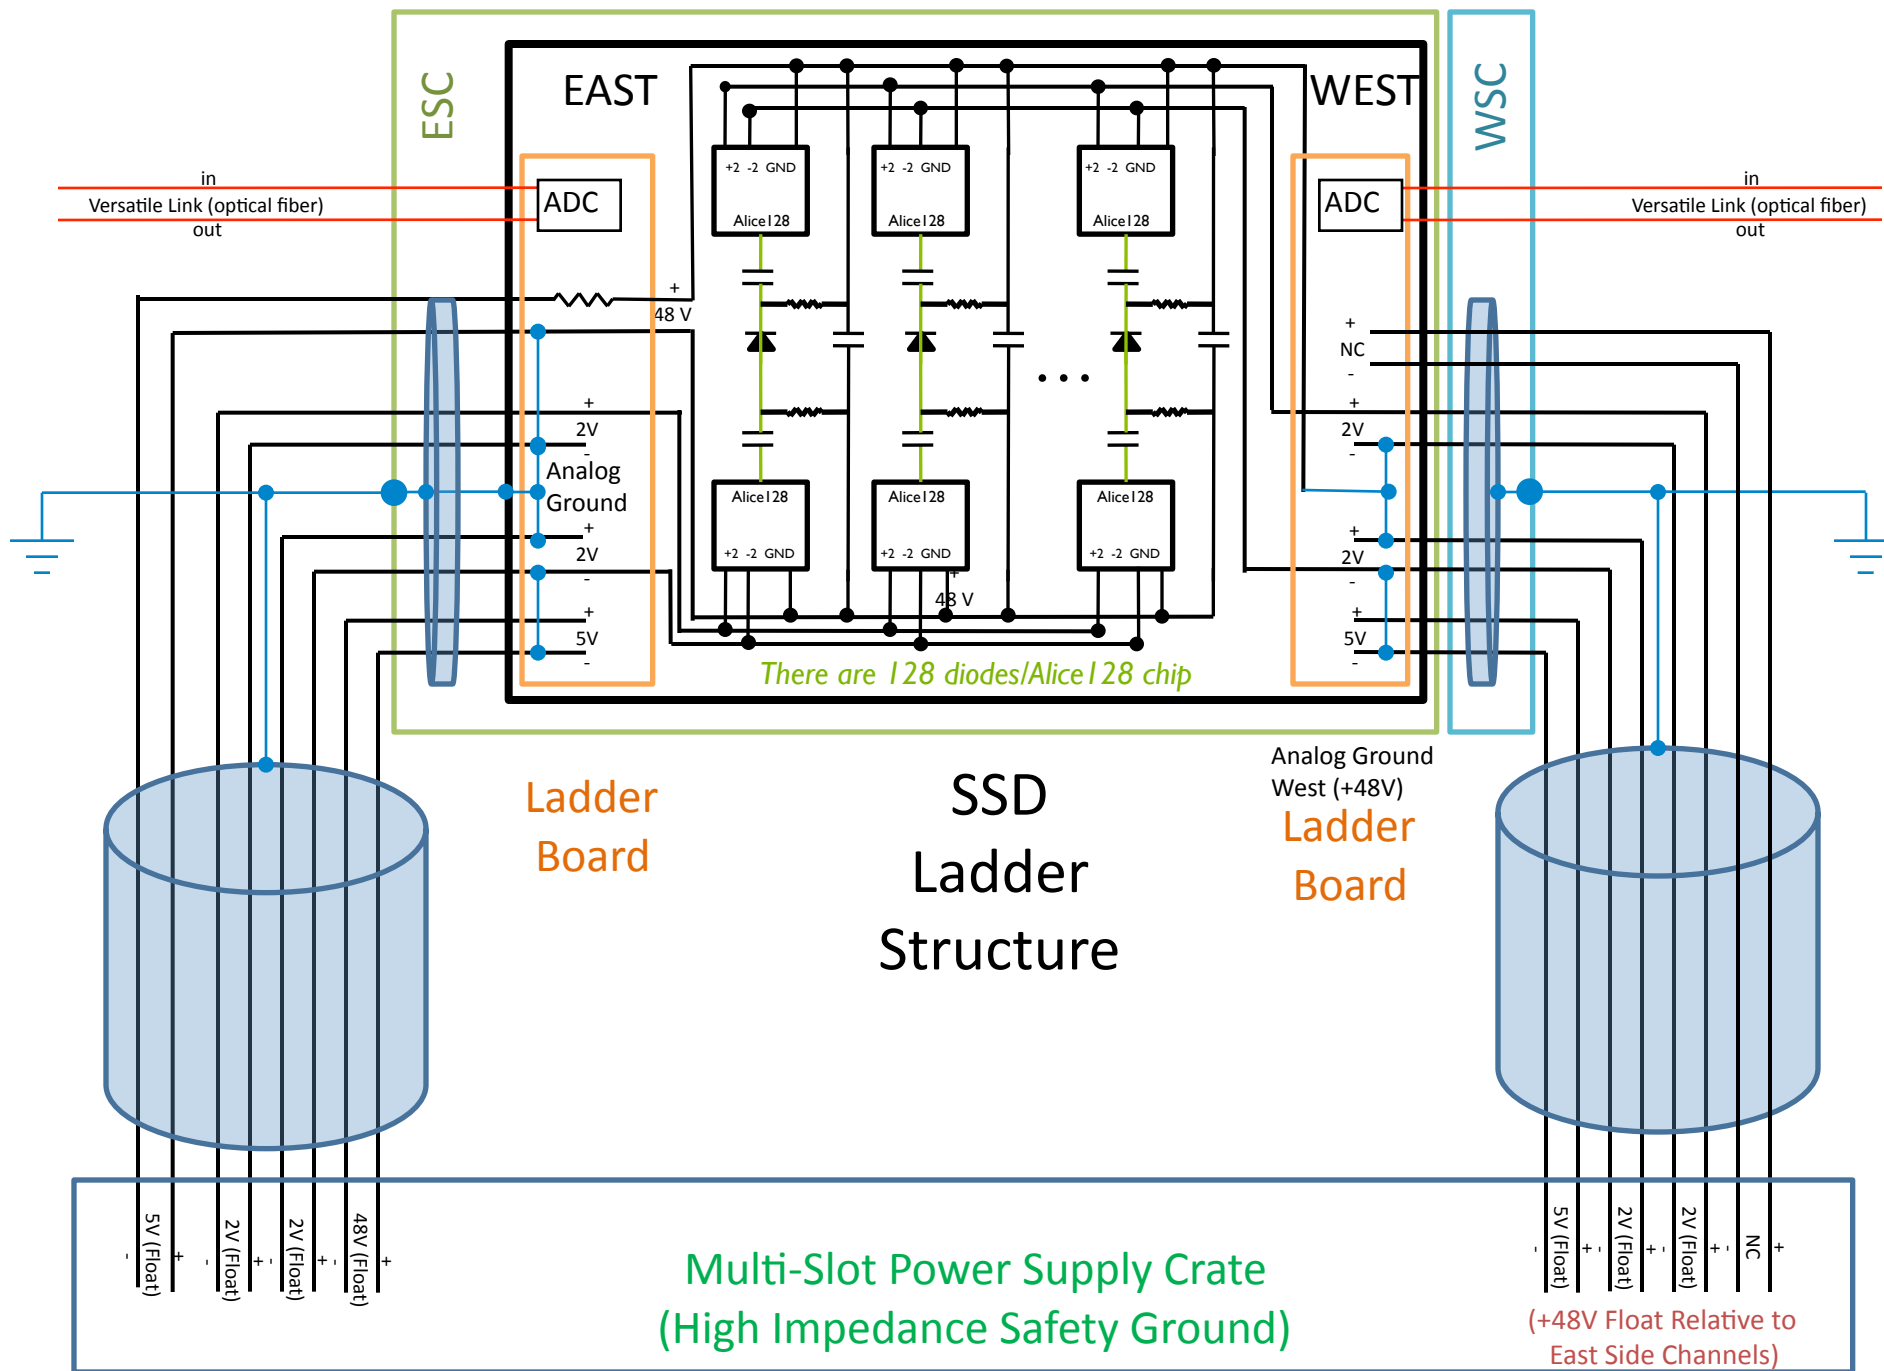 ESC
EAST
WEST
WSC
in
Versatile Link (optical fiber)
out
ADC
+2 -2 GND
Alice128
+2 -2 GND
Alice128
+2 -2 GND
Alice128
ADC
in
Versatile Link (optical fiber)
out
+
48 V
+
2V
-
Analog
Ground
+
2V
-
+
5V
-
• • •
Alice128
+2 -2 GND
Alice128
+2 -2 GND
Alice128
+2 -2 GND
+
48 V
There are 128 diodes/Alice128 chip
+
NC
-
+
2V
-
+
2V
-
+
5V
-
Ladder
Board
SSD
Ladder
Structure
Analog Ground
West (+48V)
Ladder
Board
- 5V (Float) +
- 2V (Float) +
- 2V (Float) +
- 48V (Float) +
Multi-Slot Power Supply Crate
(High Impedance Safety Ground)
- 5V (Float) +
- 2V (Float) +
- 2V (Float) +
- NC +
(+48V Float Relative to
East Side Channels)